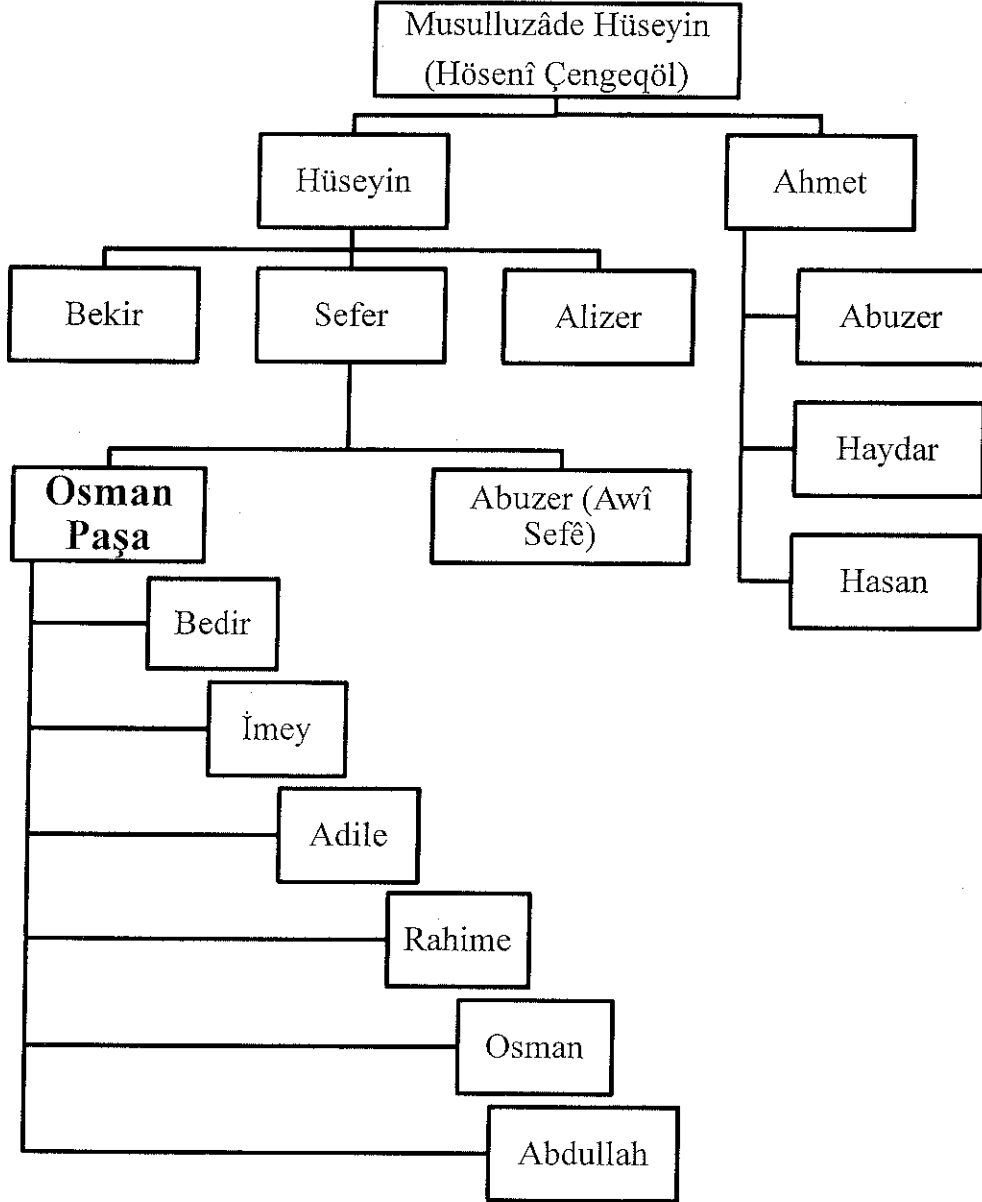 Musulluzâde Hüseyin
(Hösenî Çengeqöl)
Hüseyin
Ahmet
Bekir
Sefer
Alizer
Abuzer
Haydar
Osman
Paşa
Abuzer (Awî
Sefê)
Hasan
Bedir
İmey
Adile
Rahime
Osman
Abdullah